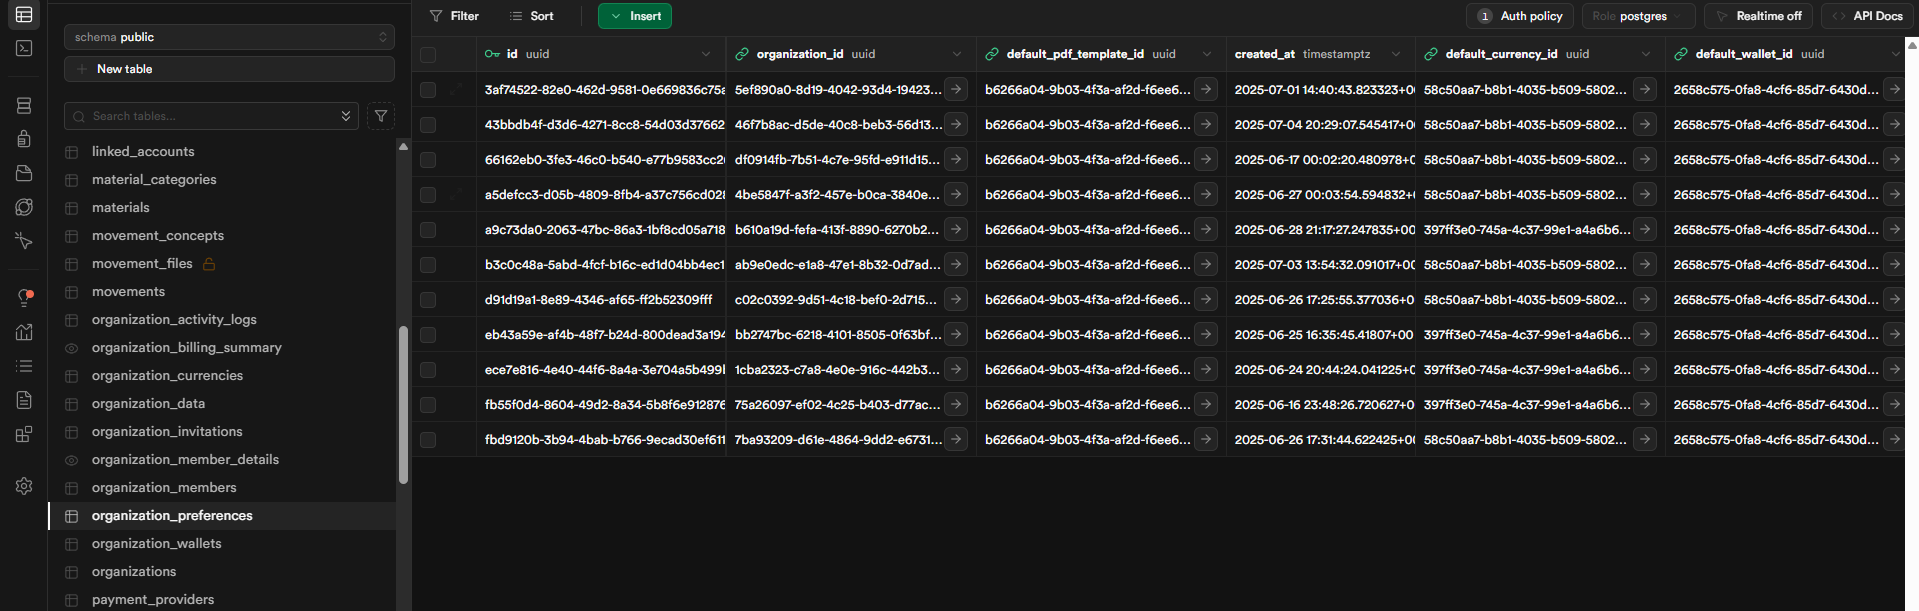 Filter
Sort
Insert
1 Auth policy
Role postgres
Realtime off
API Docs
schema public
New table
Search tables...
linked_accounts
material_categories
materials
movement_concepts
movement_files
movements
organization_activity_logs
organization_billing_summary
organization_currencies
organization_data
organization_invitations
organization_member_details
organization_members
organization_preferences
organization_wallets
organizations
payment_providers
id uuid organization_id uuid default_pdf_template_id uuid created_at timestamptz default_currency_id uuid default_wallet_id uuid
3af74522-82e0-462d-9581-0e669836c75a 5ef890a0-8d19-4042-93d4-19423... b6266a04-9b03-4f3a-af2d-f6ee6... 2025-07-01 14:40:43.823323+00 58c50aa7-b8b1-4035-b509-5802... 2658c575-0fa8-4cf6-85d7-6430d...
43bbdb4f-d3d6-4271-8cc8-54d03d37662 46f7b8ac-d5de-40c8-beb3-56d13... b6266a04-9b03-4f3a-af2d-f6ee6... 2025-07-04 20:29:07.545417+00 58c50aa7-b8b1-4035-b509-5802... 2658c575-0fa8-4cf6-85d7-6430d...
66162eb0-3fe3-46c0-b540-e77b9583cc2 df0914fb-7b51-4c7e-95fd-e911d15... b6266a04-9b03-4f3a-af2d-f6ee6... 2025-06-17 00:02:20.480978+0 58c50aa7-b8b1-4035-b509-5802... 2658c575-0fa8-4cf6-85d7-6430d...
a5defcc3-d05b-4809-8fb4-a37c756cd028 4be5847f-a3f2-457e-b0ca-3840e... b6266a04-9b03-4f3a-af2d-f6ee6... 2025-06-27 00:03:54.594832+ 58c50aa7-b8b1-4035-b509-5802... 2658c575-0fa8-4cf6-85d7-6430d...
a9c73da0-2063-47bc-86a3-1bf8cd05a718 b610a19d-fefa-413f-8890-6270b2... b6266a04-9b03-4f3a-af2d-f6ee6... 2025-06-28 21:17:27.247835+00 397ff3e0-745a-4c37-99e1-a4a6b6... 2658c575-0fa8-4cf6-85d7-6430d...
b3c0c48a-5abd-4fcf-b16c-ed1d04bb4ec1 ab9e0edc-e1a8-47e1-8b32-0d7ad... b6266a04-9b03-4f3a-af2d-f6ee6... 2025-07-03 13:54:32.091017+00 58c50aa7-b8b1-4035-b509-5802... 2658c575-0fa8-4cf6-85d7-6430d...
d91d19a1-8e89-4346-af65-ff2b52309fff c02c0392-9d51-4c18-bef0-2d715... b6266a04-9b03-4f3a-af2d-f6ee6... 2025-06-26 17:25:55.377036+0 58c50aa7-b8b1-4035-b509-5802... 2658c575-0fa8-4cf6-85d7-6430d...
eb43a59e-af4b-48f7-b24d-800dead3a194 bb2747bc-6218-4101-8505-0f63bf... b6266a04-9b03-4f3a-af2d-f6ee6... 2025-06-25 16:35:45.41807+00 397ff3e0-745a-4c37-99e1-a4a6b6... 2658c575-0fa8-4cf6-85d7-6430d...
ece7e816-4e40-44f6-8a4a-3e704a5b499 1cba2323-c7a8-4e0e-916c-442b3... b6266a04-9b03-4f3a-af2d-f6ee6... 2025-06-24 20:44:24.041225+0 397ff3e0-745a-4c37-99e1-a4a6b6... 2658c575-0fa8-4cf6-85d7-6430d...
fb55f0d4-8604-49d2-8a34-5b8f6e912876 75a26097-ef02-4c25-b403-d77ac... b6266a04-9b03-4f3a-af2d-f6ee6... 2025-06-16 23:48:26.720627+0 397ff3e0-745a-4c37-99e1-a4a6b6... 2658c575-0fa8-4cf6-85d7-6430d...
fbd9120b-3b94-4bab-b766-9ecad30ef611 7ba93209-d61e-4864-9dd2-e6731... b6266a04-9b03-4f3a-af2d-f6ee6... 2025-06-26 17:31:44.622425+00 58c50aa7-b8b1-4035-b509-5802... 2658c575-0fa8-4cf6-85d7-6430d...